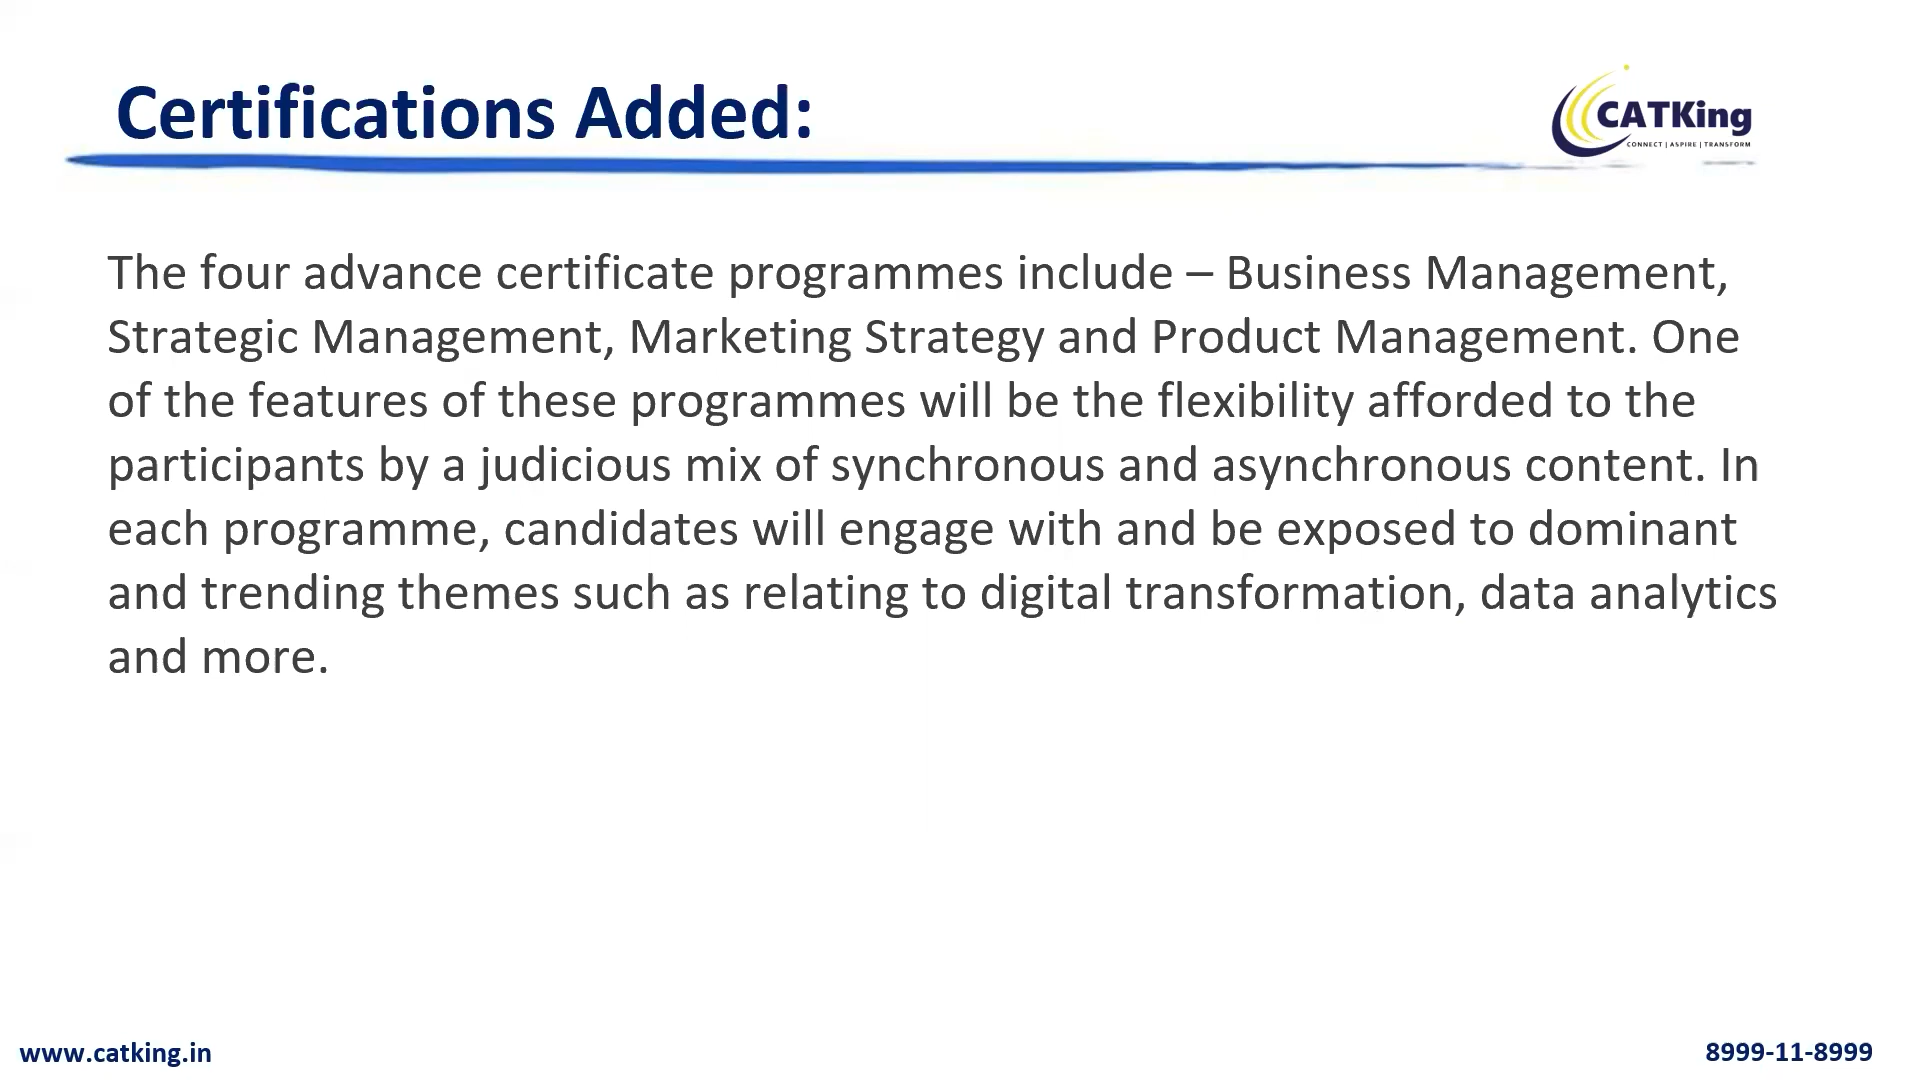 Certifications Added:
CATKing
CONNECT | ASPIRE | TRANSFORM
The four advance certificate programmes include – Business Management,
Strategic Management, Marketing Strategy and Product Management. One
of the features of these programmes will be the flexibility afforded to the
participants by a judicious mix of synchronous and asynchronous content. In
each programme, candidates will engage with and be exposed to dominant
and trending themes such as relating to digital transformation, data analytics
and more.
www.catking.in
8999-11-8999